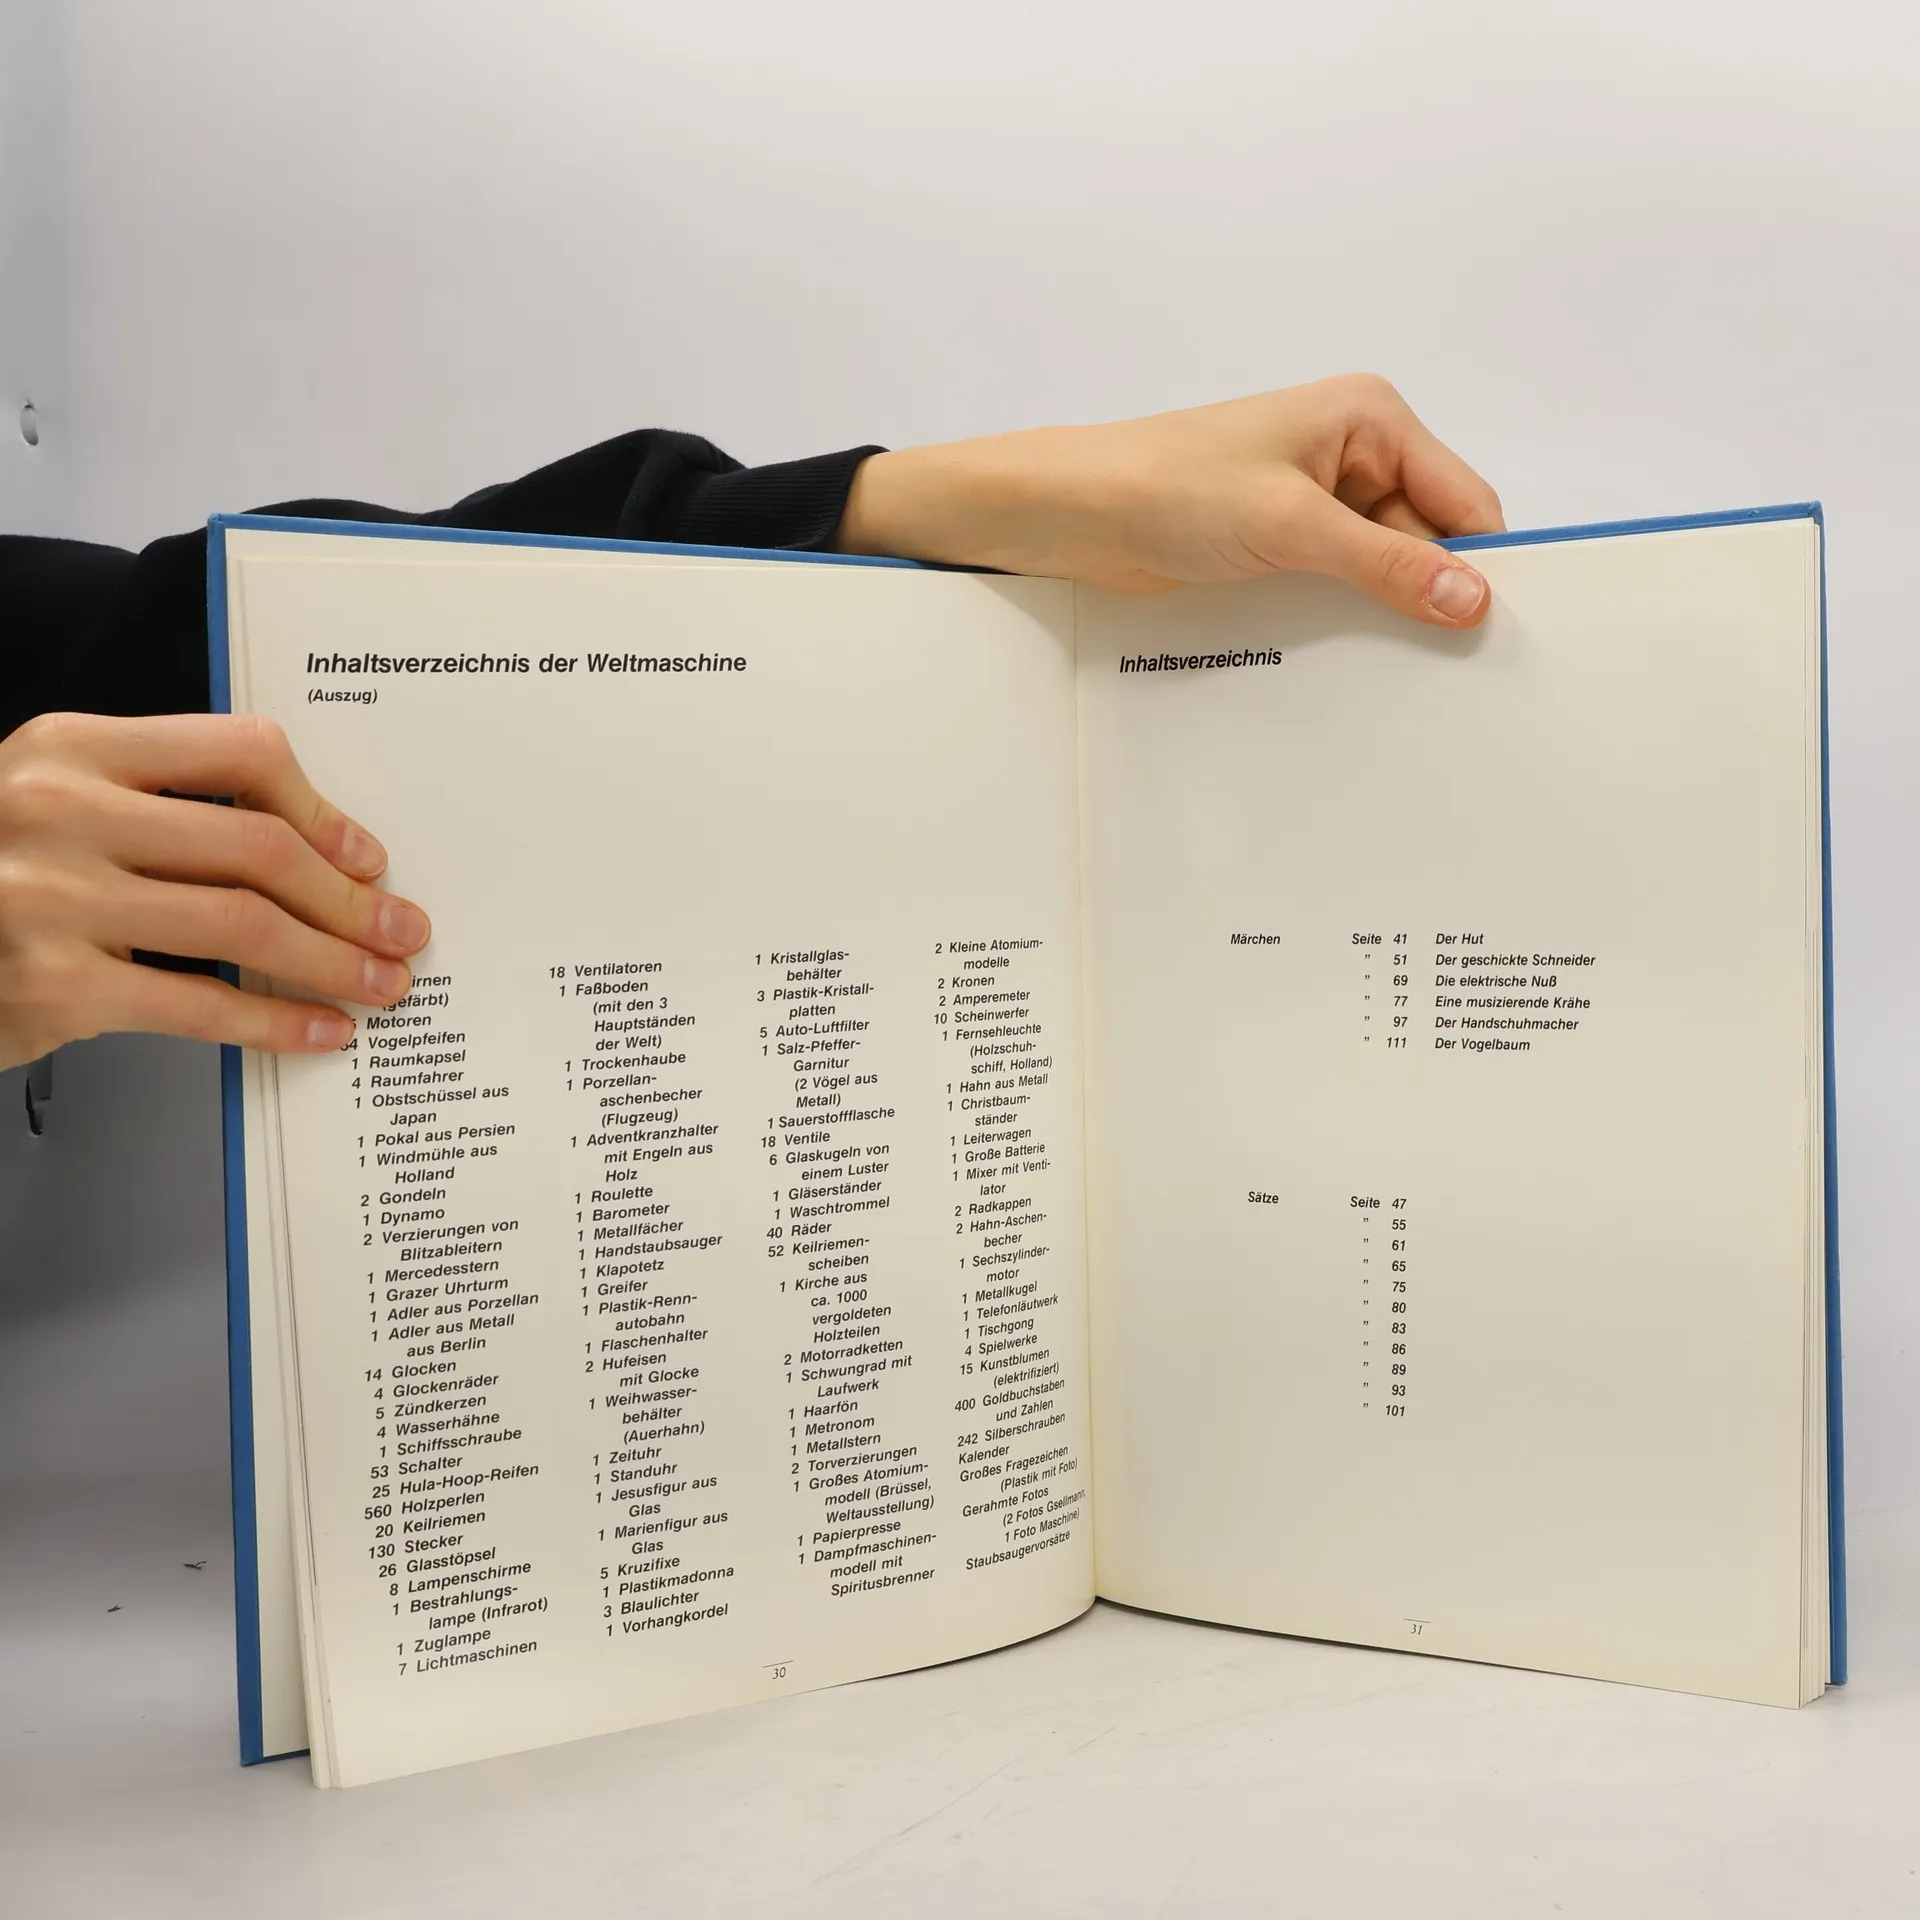 Inhaltsverzeichnis der Weltmaschine
(Auszug)
(gefärbt)
Motoren
Vogelpfeifen
1 Raumkapsel
4 Raumfahrer
1 Obstschüssel aus
Japan
1 Pokal aus Persien
1 Windmühle aus
Holland
2 Gondeln
1 Dynamo
2 Verzierungen von
Blitzableitern
1 Mercedesstern
1 Grazer Uhrturm
1 Adler aus Porzellan
1 Adler aus Metall
aus Berlin
14 Glocken
4 Glockenräder
5 Zündkerzen
4 Wasserhähne
1 Schiffsschraube
53 Schalter
25 Hula-Hoop-Reifen
560 Holzperlen
20 Keilriemen
130 Stecker
26 Glasstöpsel
8 Lampenschirme
1 Bestrahlungs-
lampe (Infrarot)
1 Zuglampe
7 Lichtmaschinen
18 Ventilatoren
1 Faßboden
(mit den 3
Hauptständen
der Welt)
1 Trockenhaube
1 Porzellan-
aschenbecher
(Flugzeug)
1 Adventkranzhalter
mit Engeln aus
Holz
1 Roulette
1 Barometer
1 Metallfächer
1 Handstaubsauger
1 Klapotetz
1 Greifer
1 Plastik-Renn-
autobahn
1 Flaschenhalter
2 Hufeisen
mit Glocke
1 Weihwasser-
behälter
(Auerhahn)
1 Zeituhr
1 Standuhr
1 Jesusfigur aus
Glas
1 Marienfigur aus
Glas
5 Kruzifixe
1 Plastikmadonna
3 Blaulichter
1 Vorhangkordel
1 Kristallglas-
behälter
3 Plastik-Kristall-
platten
5 Auto-Luftfilter
1 Salz-Pfeffer-
Garnitur
(2 Vögel aus
Metall)
1 Sauerstoffflasche
18 Ventile
6 Glaskugeln von
einem Luster
1 Gläserständer
1 Waschtrommel
40 Räder
52 Keilriemen-
scheiben
1 Kirche aus
ca. 1000
vergoldeten
Holzteilen
2 Motorradketten
1 Schwungrad mit
Laufwerk
1 Haarfön
1 Metronom
1 Metallstern
2 Torverzierungen
1 Großes Atomium-
modell (Brüssel,
Weltausstellung)
1 Papierpresse
1 Dampfmaschinen-
modell mit
Spiritusbrenner
2 Kleine Atomium-
modelle
2 Kronen
2 Amperemeter
10 Scheinwerfer
1 Fernsehleuchte
(Holzschuh-
schiff, Holland)
1 Hahn aus Metall
1 Christbaum-
ständer
1 Leiterwagen
1 Große Batterie
1 Mixer mit Venti-
lator
2 Radkappen
2 Hahn-Aschen-
becher
1 Sechszylinder-
motor
1 Metallkugel
1 Telefonläutwerk
1 Tischgong
4 Spielwerke
15 Kunstblumen
(elektrifiziert)
400 Goldbuchstaben
und Zahlen
242 Silberschrauben
Kalender
Großes Fragezeichen
(Plastik mit Foto)
Gerahmte Fotos
(2 Fotos Gsellmann,
1 Foto Maschine)
Staubsaugervorsätze
30
Inhaltsverzeichnis
Märchen Seite 41 Der Hut
" 51 Der geschickte Schneider
" 69 Die elektrische Nuß
" 77 Eine musizierende Krähe
" 97 Der Handschuhmacher
" 111 Der Vogelbaum
Sätze Seite 47
" 55
" 61
" 65
" 75
" 80
" 83
" 86
" 89
" 93
" 101
31